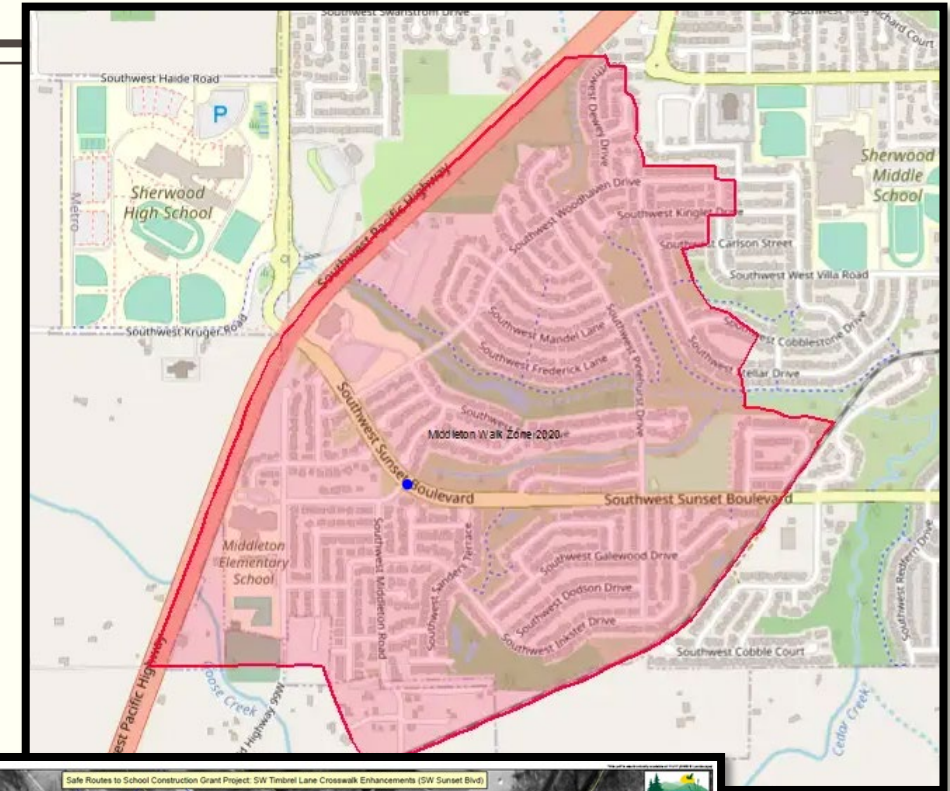 Southwest Swanstrom Drive
Richard Court
Southwest Haide Road
P
Sherwood
High School
Metro
Southwest Kruger Road
Southwest Pacific Highway
Southwest Dewey Drive
Southwest Woodhaven Drive
Sherwood
Middle
School
Southwest Carlson Street
Southwest West Villa Road
Southwest Cobblestone Drive
Stellar Drive
Southwest Mandel Lane
Southwest Frederick Lane
Southwest Pinehurst Drive
Middleton Walk Zone 2020
Southwest Sunset Boulevard
Southwest Sunset Boulevard
Middleton
Elementary
School
Southwest Middleton Road
Southwest Sanders Terrace
Southwest Galewood Drive
Southwest Dodson Drive
Southwest Inkster Drive
Southwest Cobble Court
Southwest Redfern Drive
Cedar Creek
Goose Creek
Highway 99W
West Pacific Highway
Safe Routes to School Construction Grant Project: SW Timbrel Lane Crosswalk Enhancements (SW Sunset Blvd)